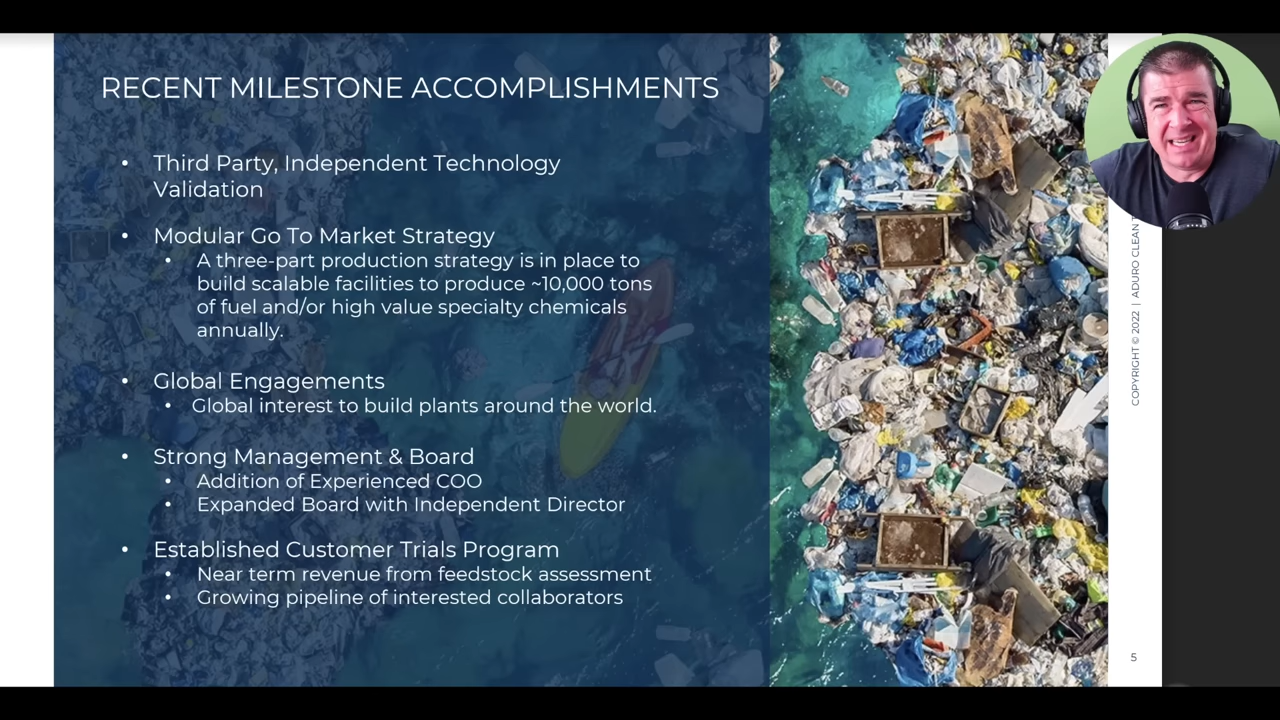 RECENT MILESTONE ACCOMPLISHMENTS
• Third Party, Independent Technology
Validation
• Modular Go To Market Strategy
• A three-part production strategy is in place to
build scalable facilities to produce ~10,000 tons
of fuel and/or high value specialty chemicals
annually.
• Global Engagements
• Global interest to build plants around the world.
• Strong Management & Board
• Addition of Experienced COO
• Expanded Board with Independent Director
• Established Customer Trials Program
• Near term revenue from feedstock assessment
• Growing pipeline of interested collaborators
COPYRIGHT © 2022 | ADURO CLEAN
5